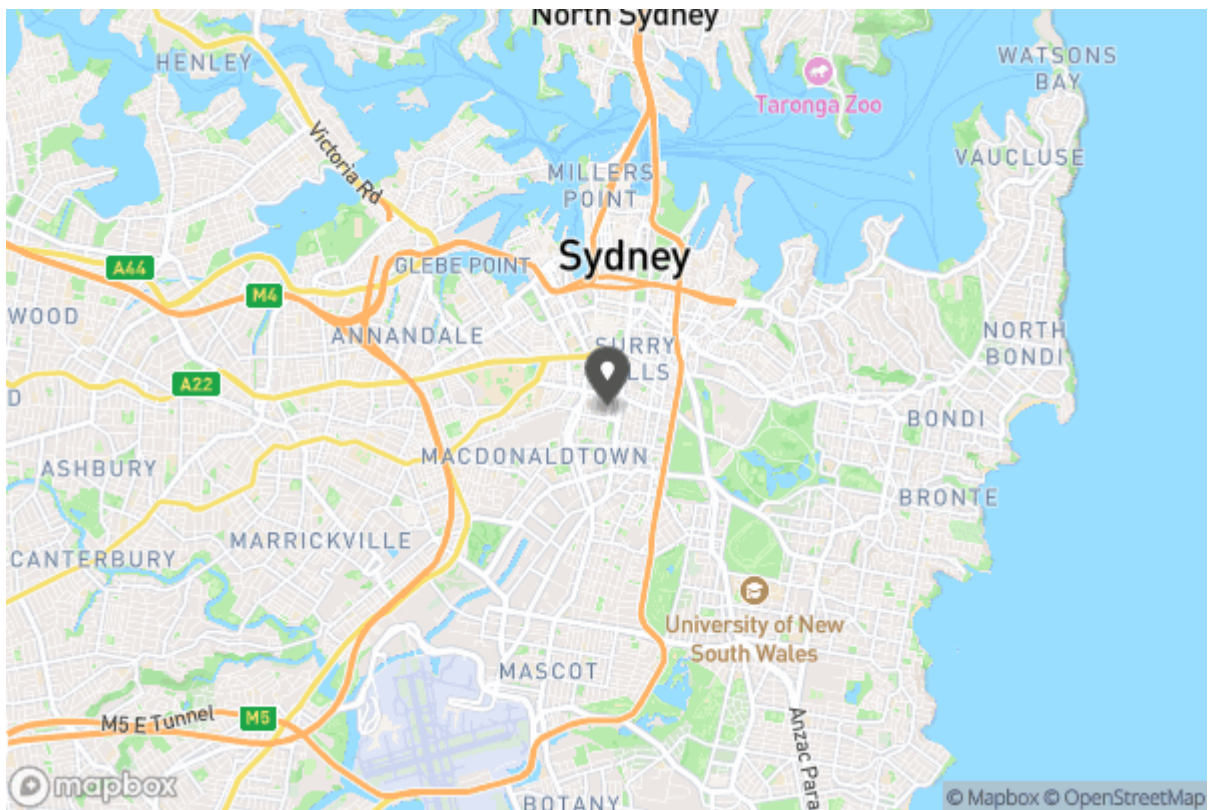 North Sydney
HENLEY
WATSONS
BAY
Taronga Zoo
Victoria Rd
VAUCLUSE
MILLERS
POINT
Sydney
A44
GLEBE POINT
M4
WOOD
ANNANDALE
SURRY
LLS
NORTH
BONDI
A22
D
BONDI
ASHBURY
MACDONALDTOWN
BRONTE
MARRICKVILLE
CANTERBURY
University of New
South Wales
MASCOT
M5 E Tunnel
M5
Anzac Para
mapbox
BOTANY
© Mapbox © OpenStreetMap